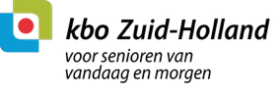 kbo Zuid-Holland
voor senioren van
vandaag en morgen